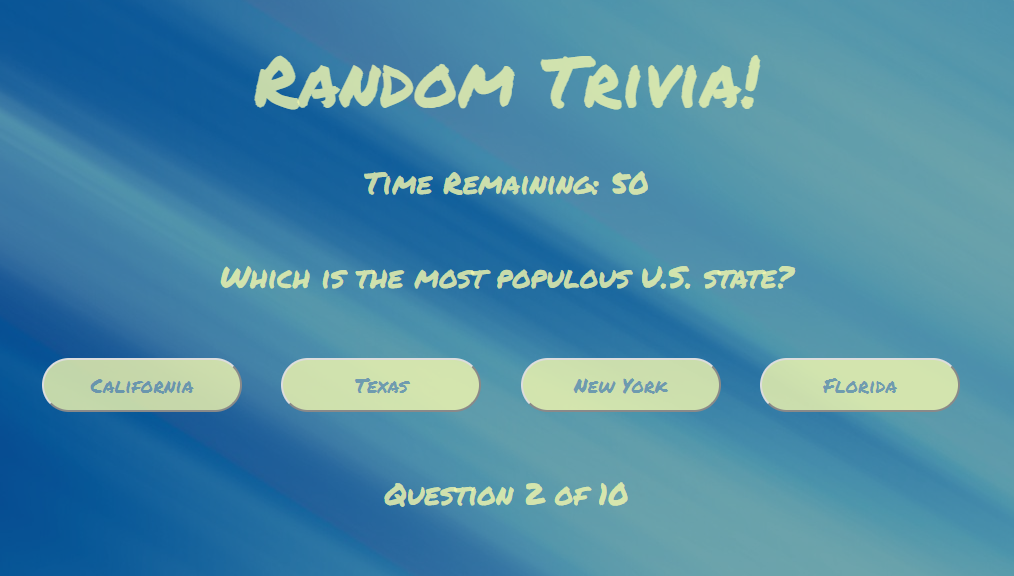 Random Trivia!
Time Remaining: 50
Which is the most populous U.S. state?
California
Texas
New York
Florida
Question 2 of 10